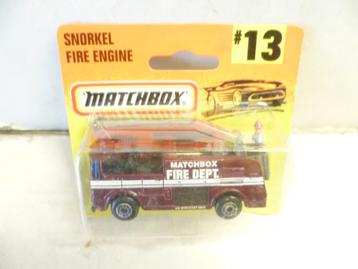 SNORKEL
FIRE ENGINE
#13
MATCHBOX
MATCHBOX
FIRE DEPT.